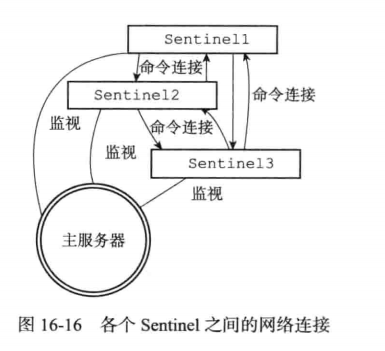 Sentinel1
命令连接
Sentinel2
命令连接
监视
命令连接
监视
Sentinel3
监视
主服务器
图 16-16 各个 Sentinel 之间的网络连接